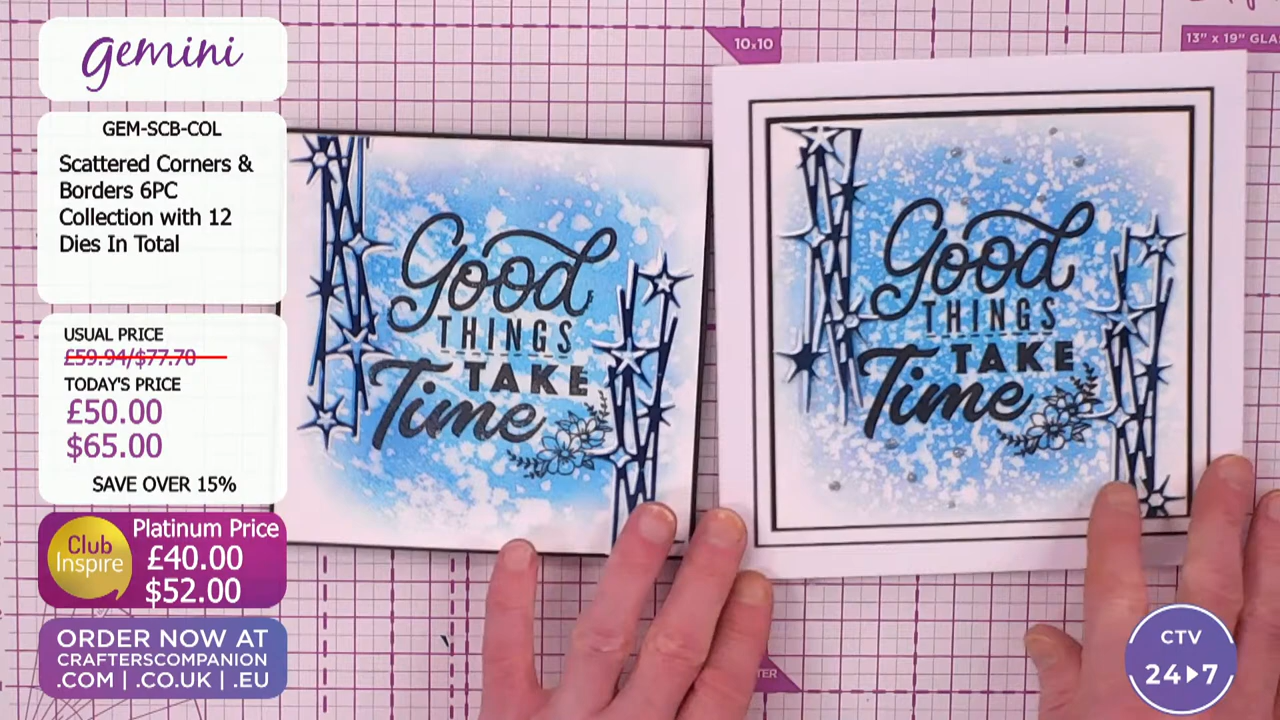 gemini
GEM-SCB-COL
Scattered Corners &
Borders 6PC
Collection with 12
Dies In Total
USUAL PRICE
£59.94/$77.70
TODAY'S PRICE
£50.00
$65.00
SAVE OVER 15%
Club
Inspire
Platinum Price
£40.00
$52.00
ORDER NOW AT
CRAFTERSCOMPANION
.COM | .CO.UK | .EU
10x10
13" x 19" GLA
Good
THINGS
TAKE
Time
Good
THINGS
TAKE
Time
CTV
24▶7